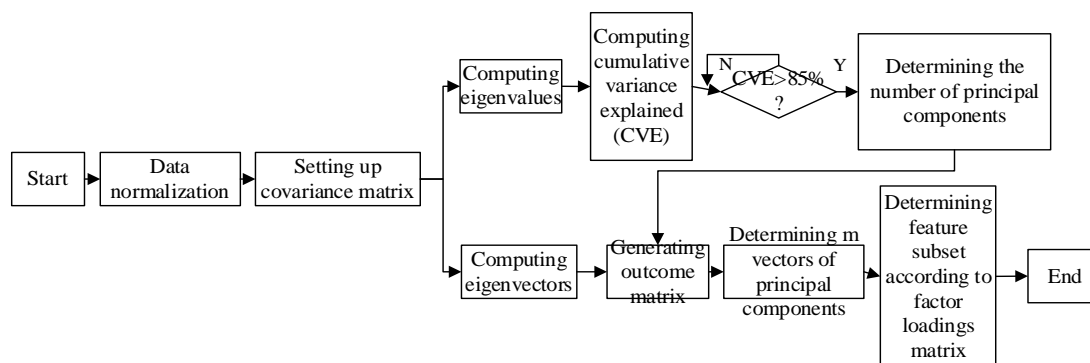 Start
Data
normalization
Setting up
covariance matrix
Computing
eigenvalues
Computing
cumulative
variance
explained
(CVE)
N
CVE>85%
?
Y
Determining the
number of principal
components
Computing
eigenvectors
Generating
outcome
matrix
Determining m
vectors of
principal
components
Determining
feature
subset
according to
factor
loadings
matrix
End